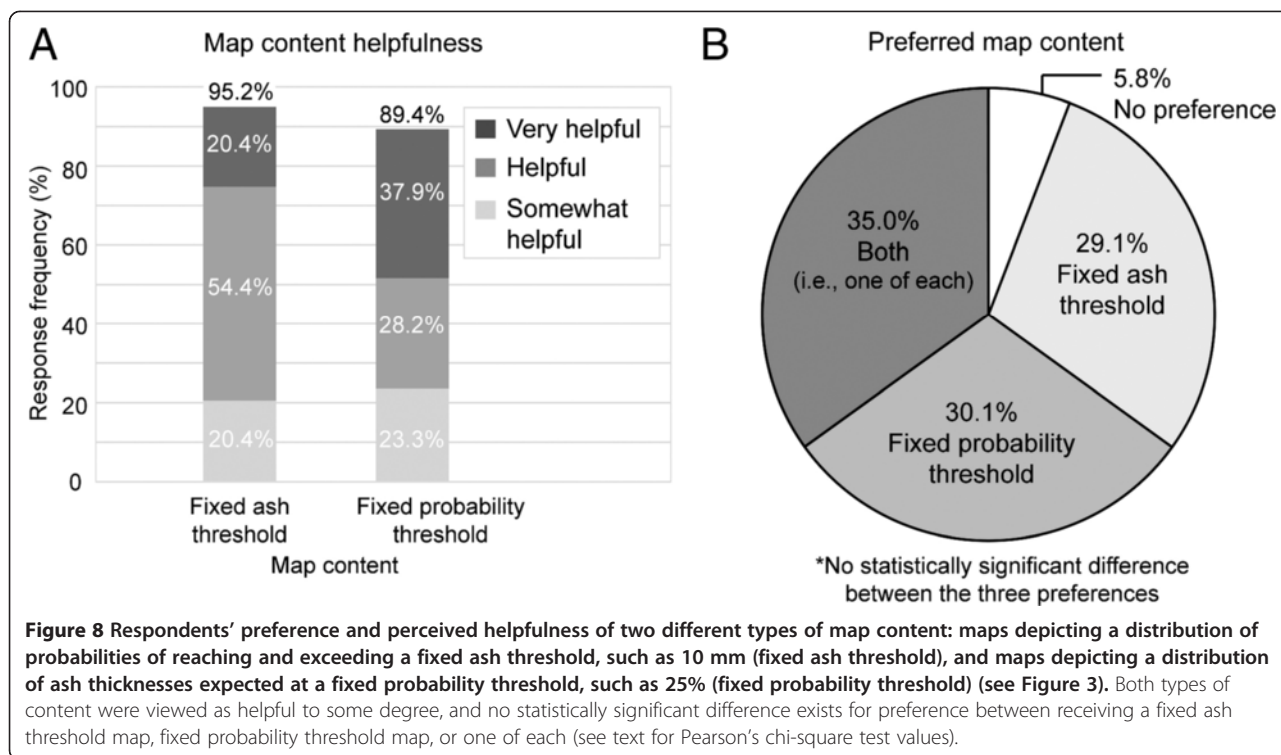 A
Map content helpfulness
100
80
60
40
20
0
Response frequency (%)
95.2%
20.4%
54.4%
20.4%
89.4%
37.9%
28.2%
23.3%
Very helpful
Helpful
Somewhat
helpful
Fixed ash
threshold
Fixed probability
threshold
Map content
B
Preferred map content
5.8%
No preference
35.0%
Both
(i.e., one of each)
29.1%
Fixed ash
threshold
30.1%
Fixed probability
threshold
*No statistically significant difference
between the three preferences
Figure 8 Respondents' preference and perceived helpfulness of two different types of map content: maps depicting a distribution of
probabilities of reaching and exceeding a fixed ash threshold, such as 10 mm (fixed ash threshold), and maps depicting a distribution
of ash thicknesses expected at a fixed probability threshold, such as 25% (fixed probability threshold) (see Figure 3). Both types of
content were viewed as helpful to some degree, and no statistically significant difference exists for preference between receiving a fixed ash
threshold map, fixed probability threshold map, or one of each (see text for Pearson's chi-square test values).